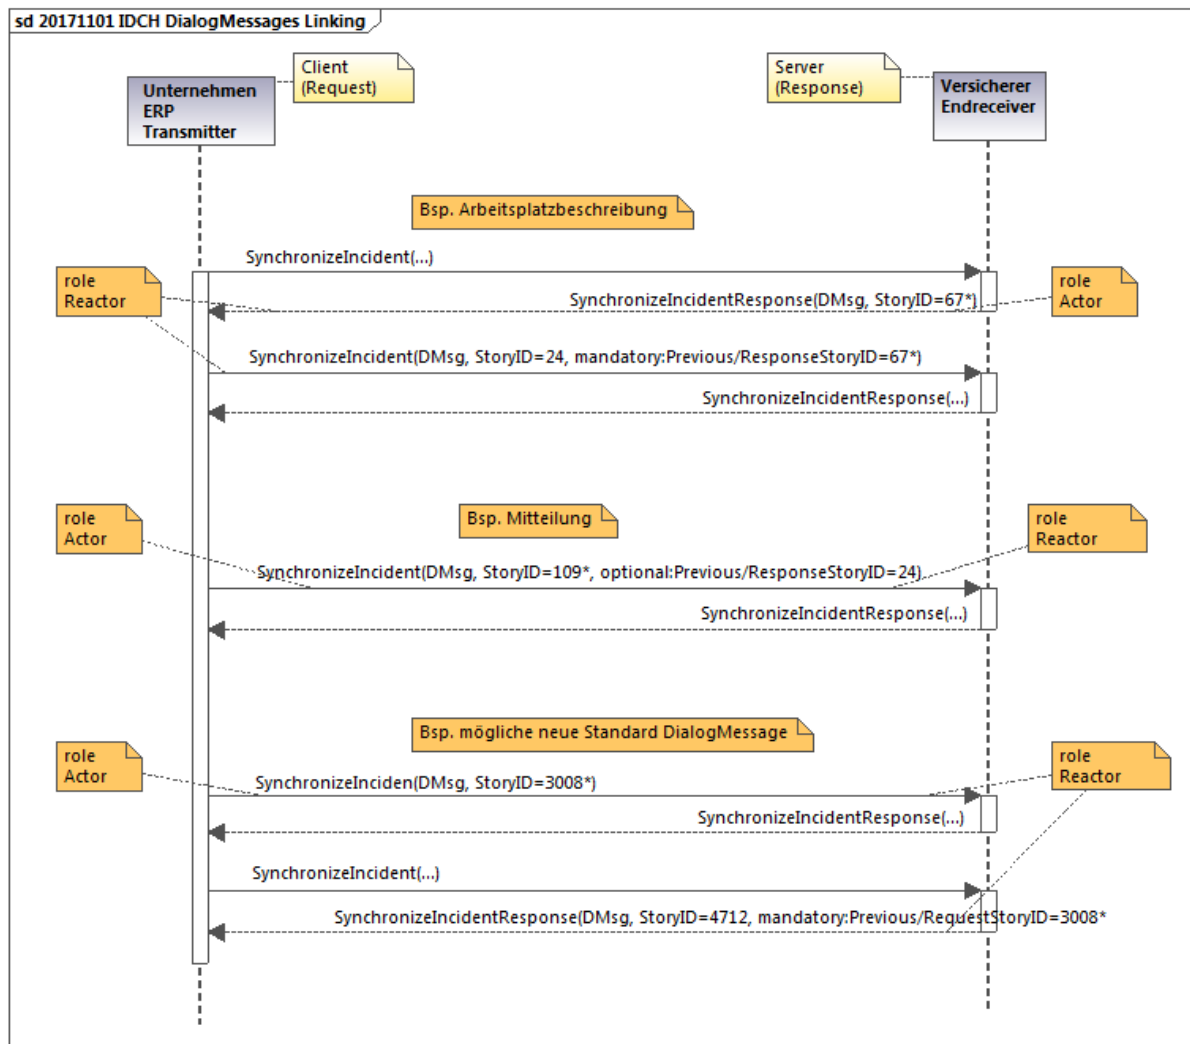 sd 20171101 IDCH DialogMessages Linking
Client
(Request)
Server
(Response)
Unternehmen
ERP
Transmitter
Versicherer
Endreceiver
Bsp. Arbeitsplatzbeschreibung
SynchronizeIncident(...)
role
Reactor
role
Actor
SynchronizeIncidentResponse(DMsg, StoryID=67*)
SynchronizeIncident(DMsg, StoryID=24, mandatory:Previous/ResponseStoryID=67*)
SynchronizeIncidentResponse(...)
role
Actor
Bsp. Mitteilung
role
Reactor
SynchronizeIncident(DMsg, StoryID=109*, optional:Previous/ResponseStoryID=24)
SynchronizeIncidentResponse(...)
Bsp. mögliche neue Standard DialogMessage
role
Actor
role
Reactor
SynchronizeInciden(DMsg, StoryID=3008*)
SynchronizeIncidentResponse(...)
SynchronizeIncident(...)
SynchronizeIncidentResponse(DMsg, StoryID=4712, mandatory:Previous/RequestStoryID=3008*